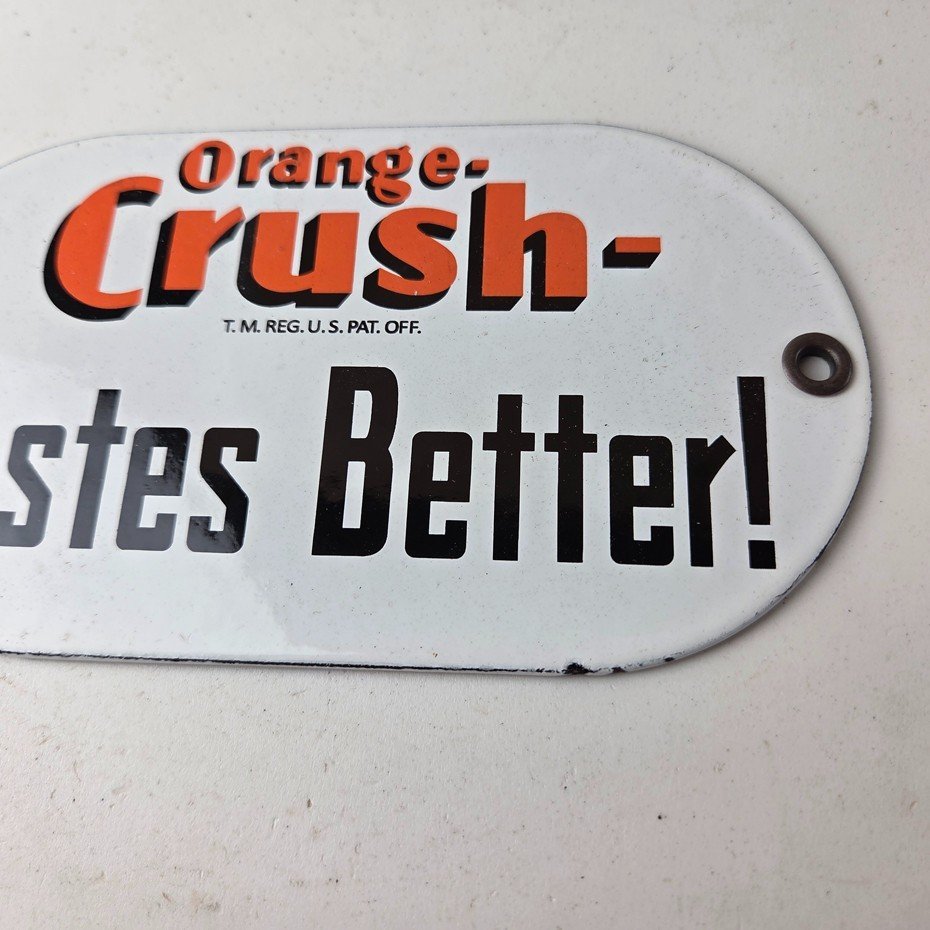 Orange-
Crush-
T. M. REG. U. S. PAT. OFF.
stes Better!